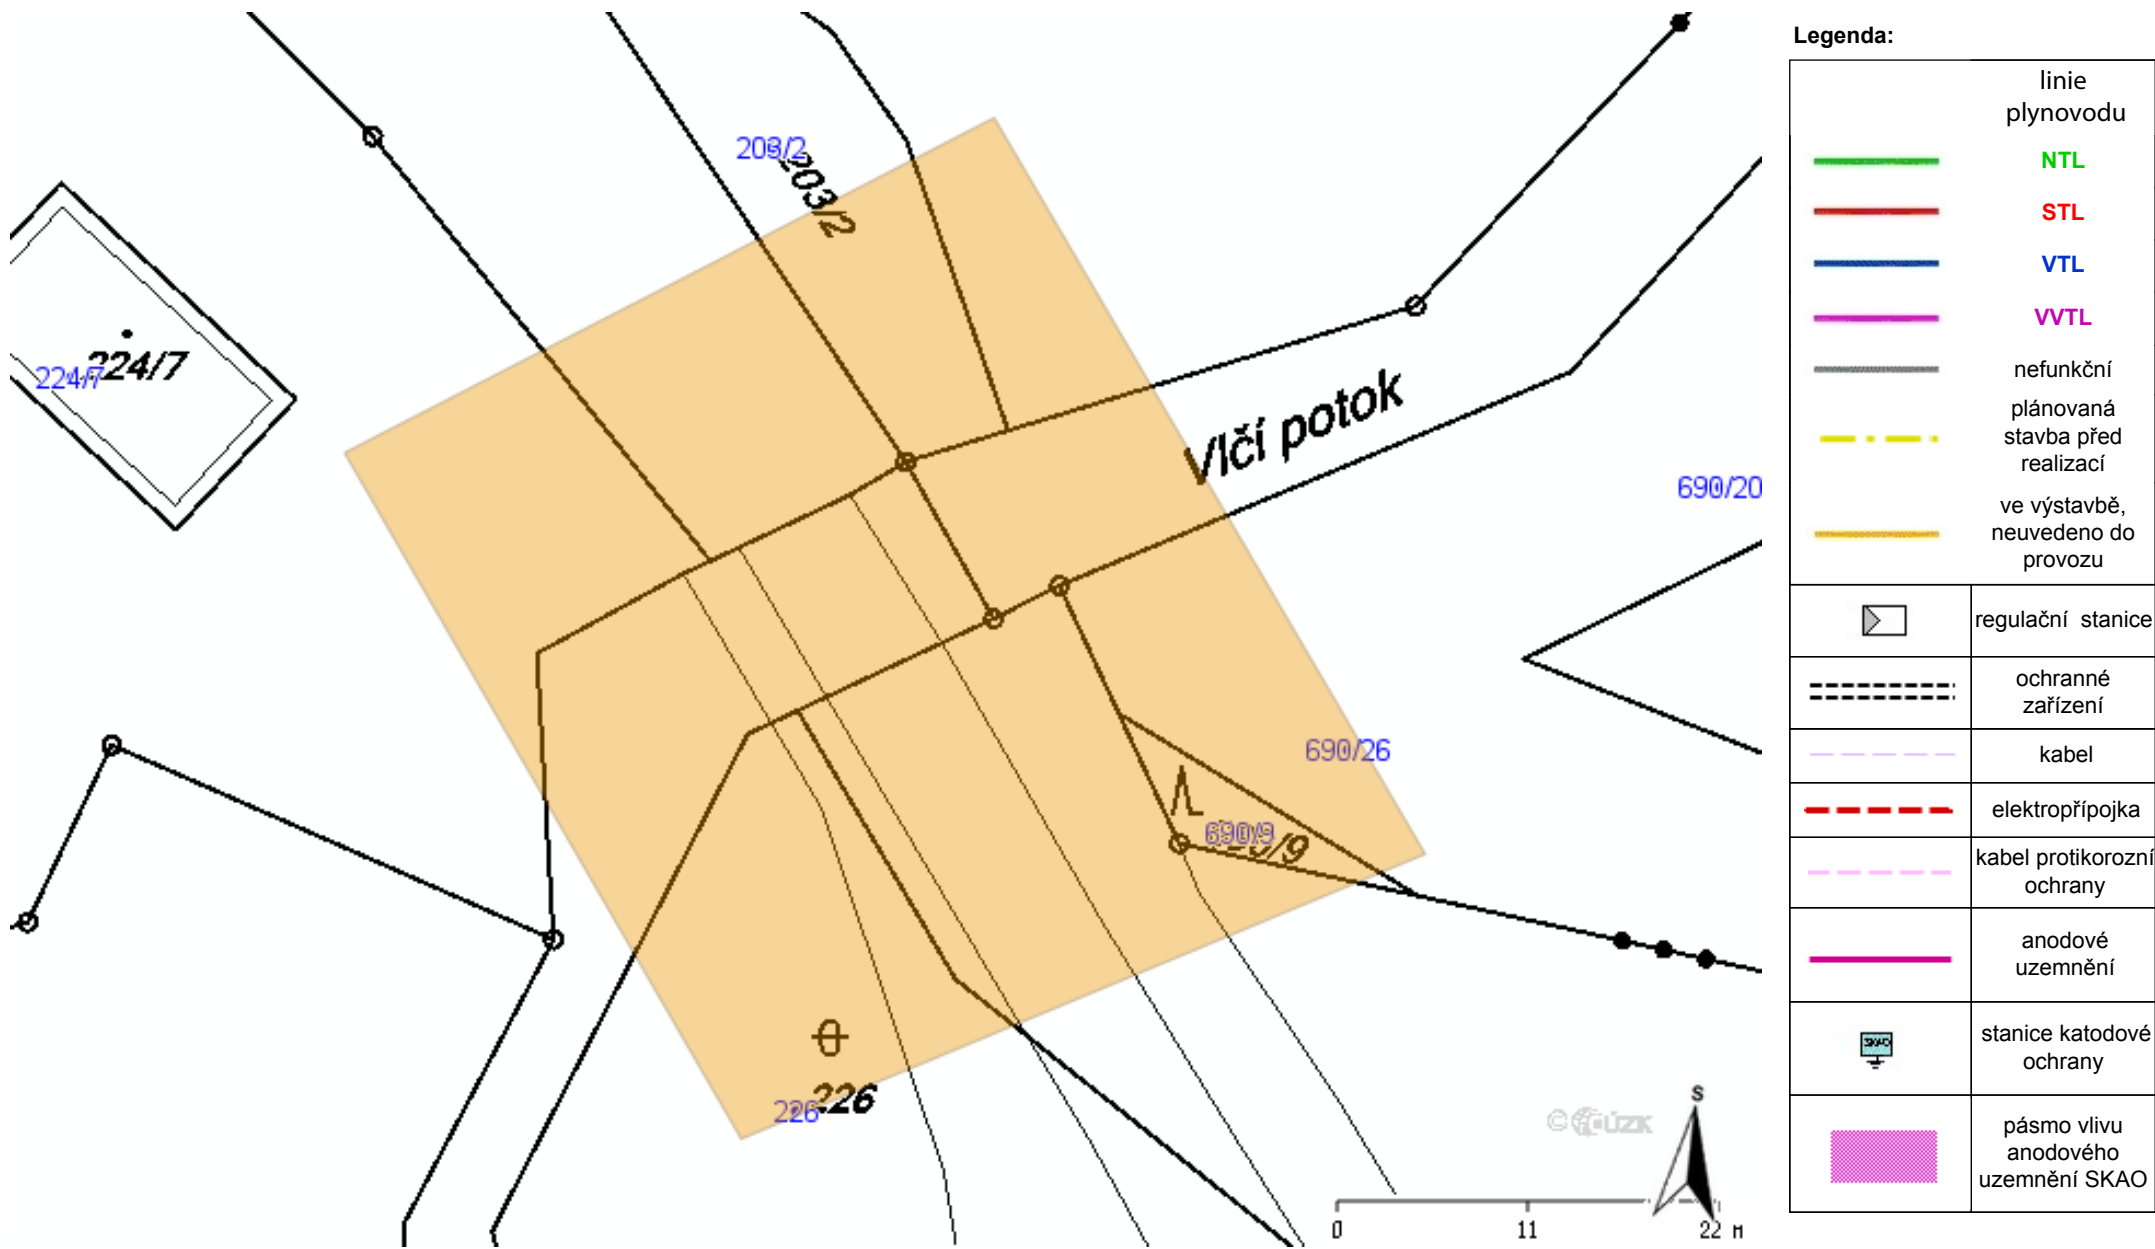 203/2
203/2
224/7
224/7
Vlčí potok
690/20
690/26
690/9
226
226
© ČÚZK
S
0 11 22 M
Legenda:
linie
plynovodu
NTL
STL
VTL
VVTL
nefunkční
plánovaná
stavba před
realizací
ve výstavbě,
neuvedeno do
provozu
regulační stanice
ochranné
zařízení
kabel
elektropřípojka
kabel protikorozní
ochrany
anodové
uzemnění
SKAO
stanice katodové
ochrany
pásmo vlivu
anodového
uzemnění SKAO